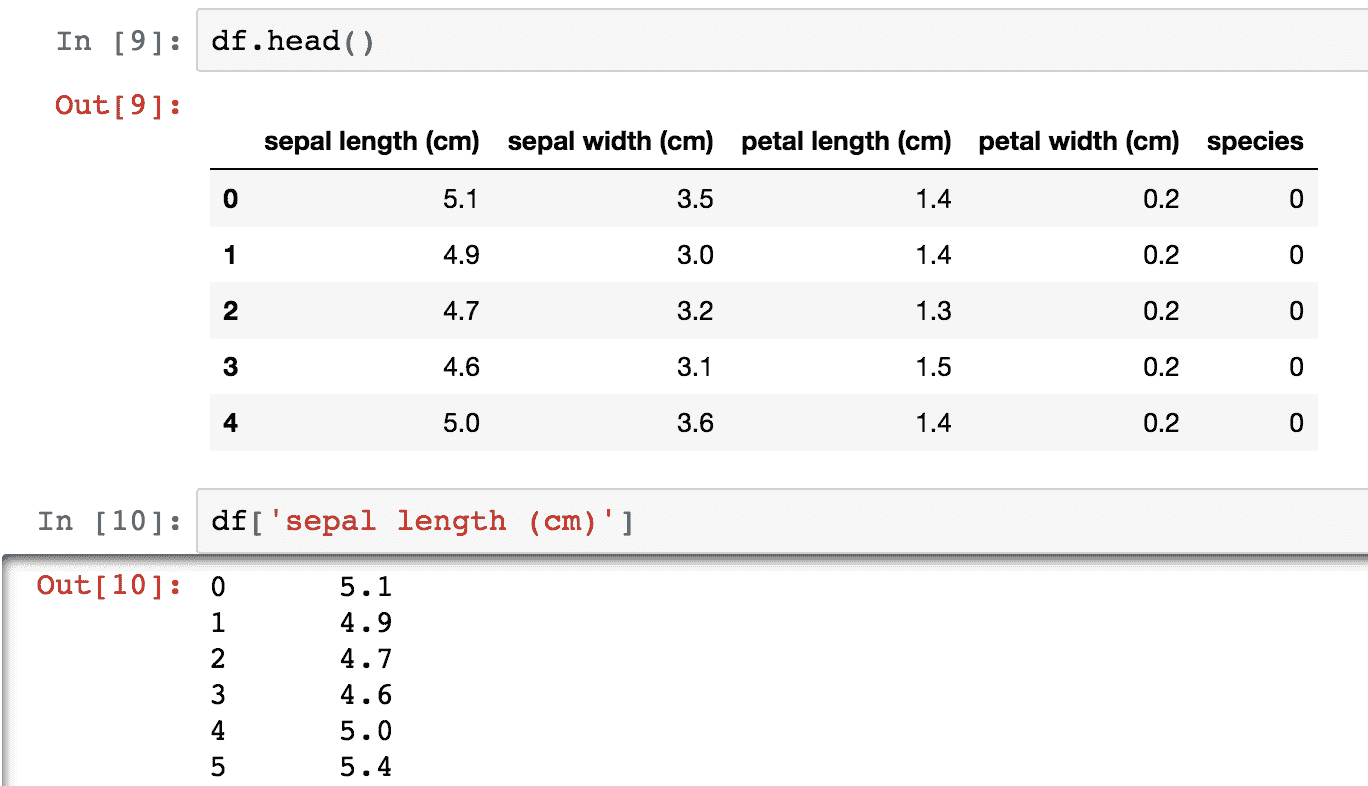 In [9]: df.head()
Out[9]:
sepal length (cm) sepal width (cm) petal length (cm) petal width (cm) species
0 5.1 3.5 1.4 0.2 0
1 4.9 3.0 1.4 0.2 0
2 4.7 3.2 1.3 0.2 0
3 4.6 3.1 1.5 0.2 0
4 5.0 3.6 1.4 0.2 0
In [10]: df['sepal length (cm)']
Out[10]: 0 5.1
1 4.9
2 4.7
3 4.6
4 5.0
5 5.4